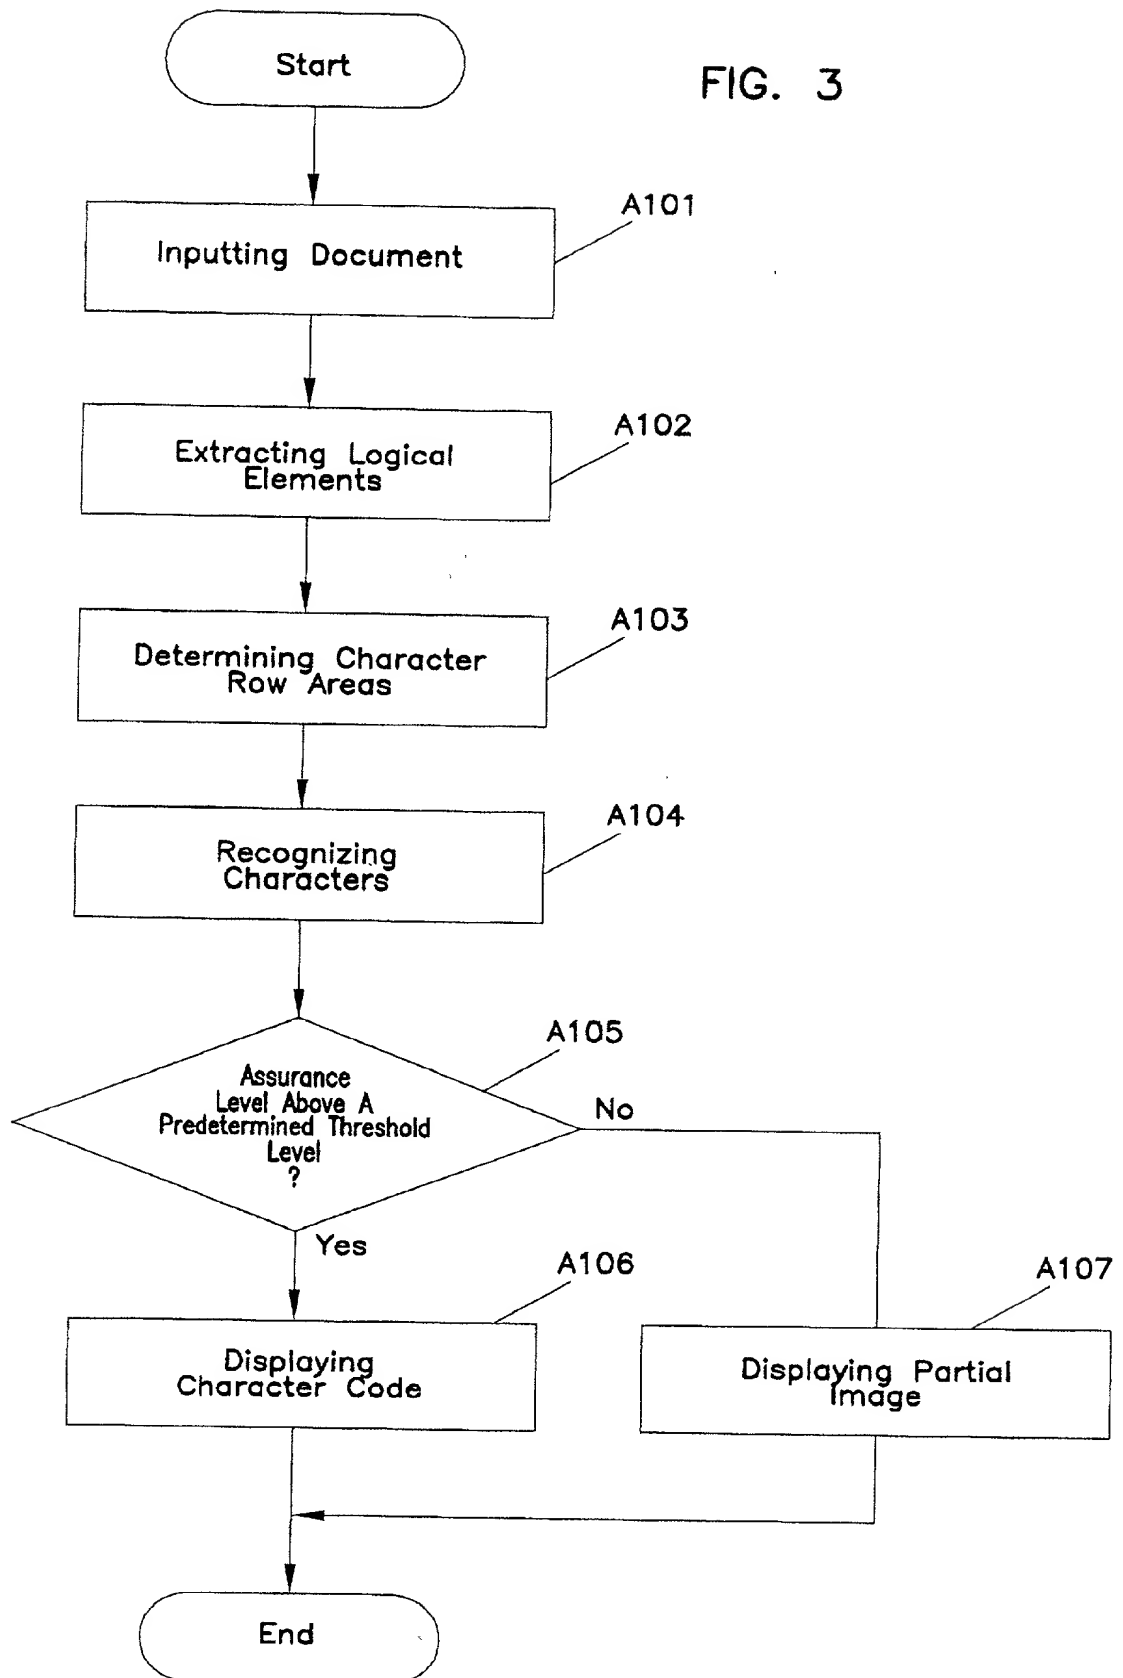 Start
FIG. 3
A101
Inputting Document
A102
Extracting Logical
Elements
A103
Determining Character
Row Areas
A104
Recognizing
Characters
A105
Assurance
Level Above A
Predetermined Threshold
Level
?
No
Yes
A106
A107
Displaying
Character Code
Displaying Partial
Image
End